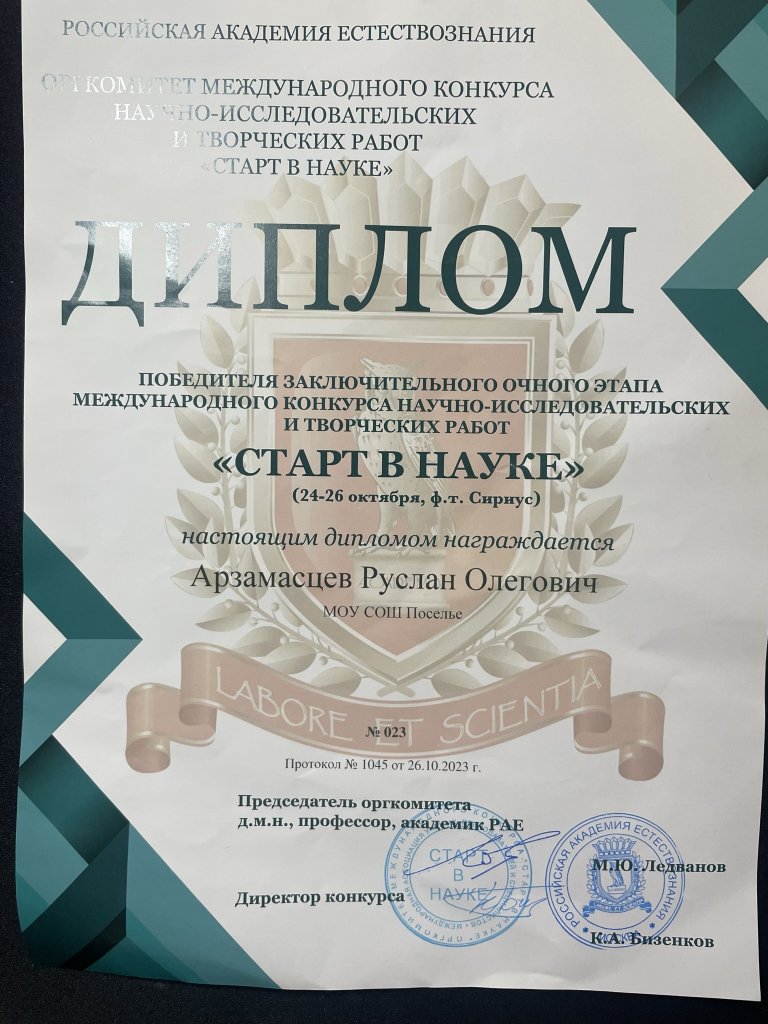 РОССИЙСКАЯ АКАДЕМИЯ ЕСТЕСТВОЗНАНИЯ
ОРГКОМИТЕТ МЕЖДУНАРОДНОГО КОНКУРСА
НАУЧНО-ИССЛЕДОВАТЕЛЬСКИХ
И ТВОРЧЕСКИХ РАБОТ
«СТАРТ В НАУКЕ»
ДИПЛОМ
ПОБЕДИТЕЛЯ ЗАКЛЮЧИТЕЛЬНОГО ОЧНОГО ЭТАПА
МЕЖДУНАРОДНОГО КОНКУРСА НАУЧНО-ИССЛЕДОВАТЕЛЬСКИХ
И ТВОРЧЕСКИХ РАБОТ
«СТАРТ В НАУКЕ»
(24-26 октября, ф.т. Сириус)
настоящим дипломом награждается
Арзамасцев Руслан Олегович
МОУ СОШ Поселье
LABORE ET SCIENTIA
№ 023
Протокол № 1045 от 26.10.2023 г.
Председатель оргкомитета
д.м.н., профессор, академик РАЕ
М.Ю. Ледванов
Директор конкурса
К.А. Бизенков
СТАРТ
В
НАУКЕ
РОССИЙСКАЯ АКАДЕМИЯ ЕСТЕСТВОЗНАНИЯ